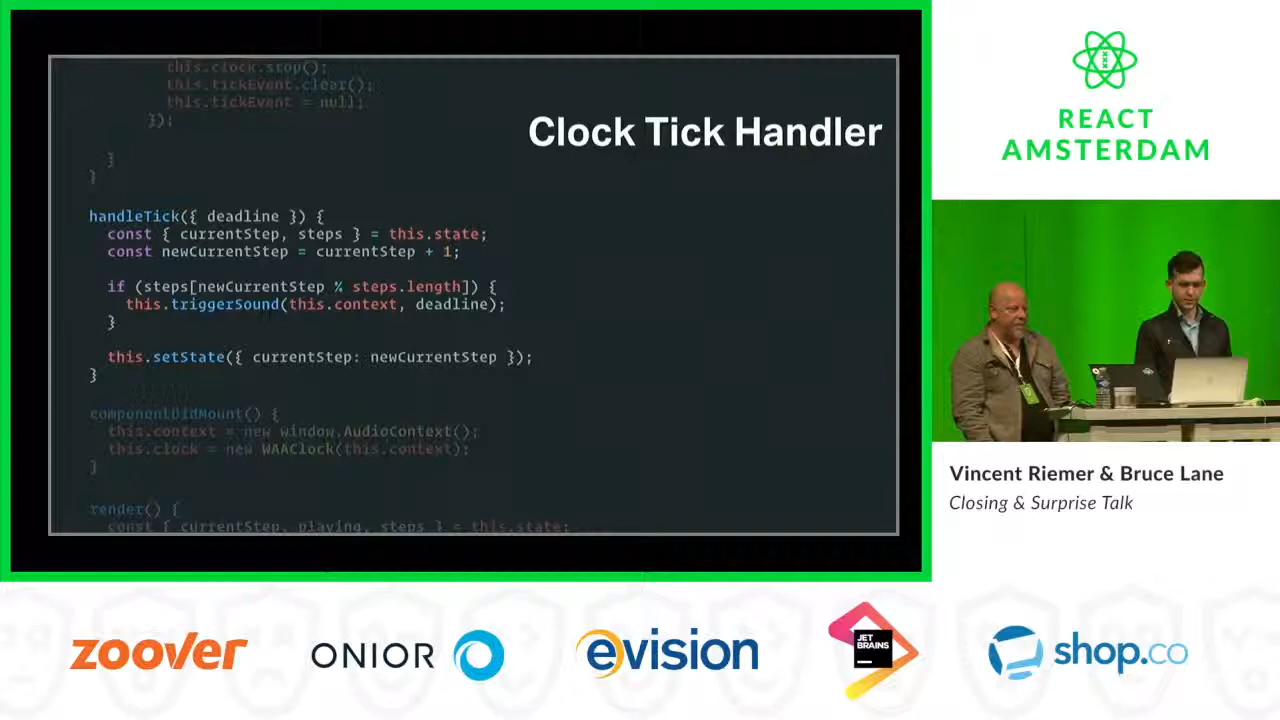 this.clock.stop();
this.tickEvent.clear();
this.tickEvent = null;
});
}
}
Clock Tick Handler
handleTick({ deadline }) {
const { currentStep, steps } = this.state;
const newCurrentStep = currentStep + 1;
if (steps[newCurrentStep % steps.length]) {
this.triggerSound(this.context, deadline);
}
this.setState({ currentStep: newCurrentStep });
}
componentDidMount() {
this.context = new window.AudioContext();
this.clock = new WAAClock(this.context);
}
render() {
const { currentStep, playing, steps } = this.state;
REACT
AMSTERDAM
Vincent Riemer & Bruce Lane
Closing & Surprise Talk
zoover
ONIOR
evision
JET
BRAINS
shop.co